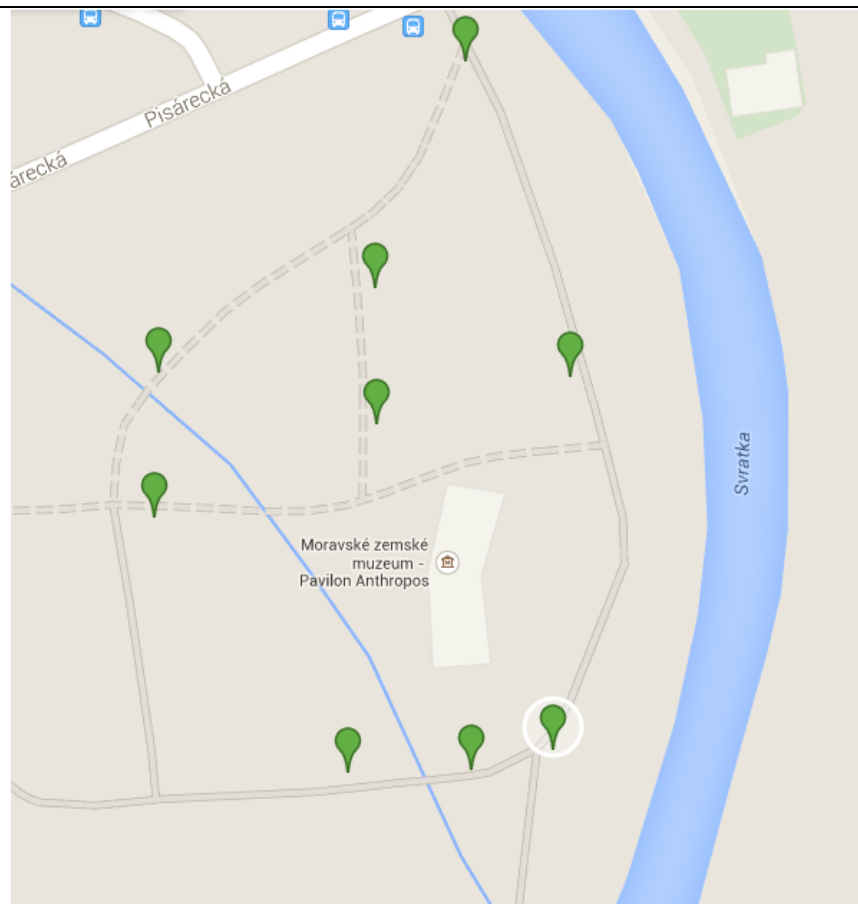 Pisárecká
árecká
Svratka
Moravské zemské
muzeum -
Pavilon Anthropos